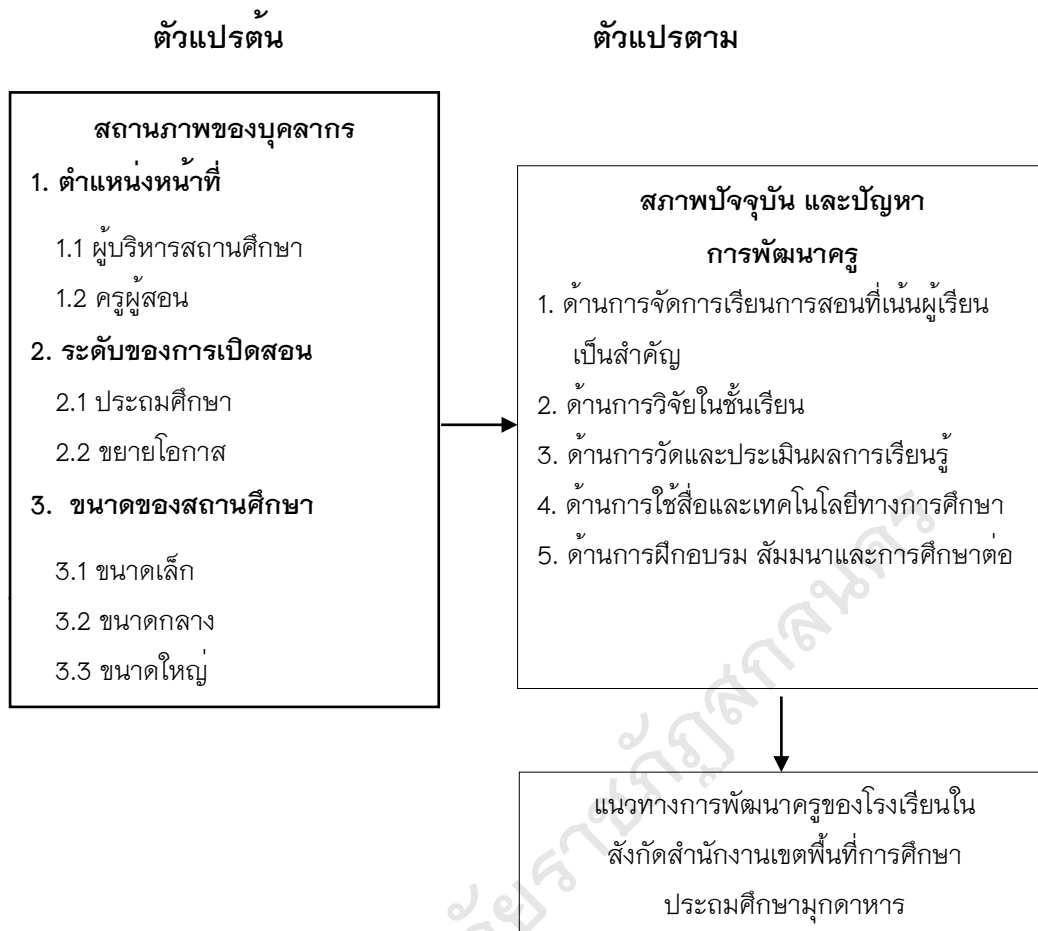 ตัวแปรต้น
ตัวแปรตาม
สถานภาพของบุคลากร
1. ตำแหน่งหน้าที่
1.1 ผู้บริหารสถานศึกษา
1.2 ครูผู้สอน
2. ระดับของการเปิดสอน
2.1 ประถมศึกษา
2.2 ขยายโอกาส
3. ขนาดของสถานศึกษา
3.1 ขนาดเล็ก
3.2 ขนาดกลาง
3.3 ขนาดใหญ่
สภาพปัจจุบัน และปัญหา
การพัฒนาครู
1. ด้านการจัดการเรียนการสอนที่เน้นผู้เรียน
เป็นสำคัญ
2. ด้านการวิจัยในชั้นเรียน
3. ด้านการวัดและประเมินผลการเรียนรู้
4. ด้านการใช้สื่อและเทคโนโลยีทางการศึกษา
5. ด้านการฝึกอบรม สัมมนาและการศึกษาต่อ
แนวทางการพัฒนาครูของโรงเรียนใน
สังกัดสำนักงานเขตพื้นที่การศึกษา
ประถมศึกษามุกดาหาร
ัยราชภัฏสกลนคร